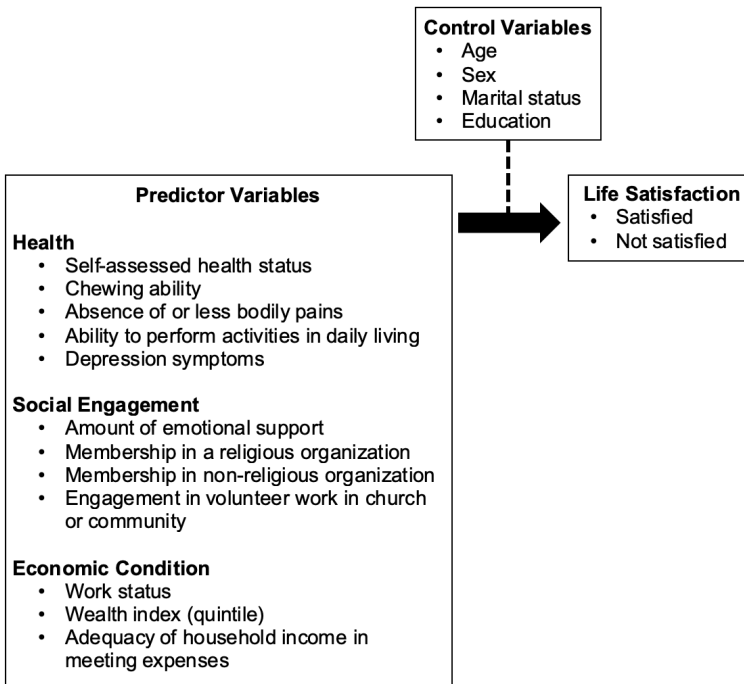 Control Variables
• Age
• Sex
• Marital status
• Education
Predictor Variables
Health
• Self-assessed health status
• Chewing ability
• Absence of or less bodily pains
• Ability to perform activities in daily living
• Depression symptoms
Social Engagement
• Amount of emotional support
• Membership in a religious organization
• Membership in non-religious organization
• Engagement in volunteer work in church
or community
Economic Condition
• Work status
• Wealth index (quintile)
• Adequacy of household income in
meeting expenses
Life Satisfaction
• Satisfied
• Not satisfied